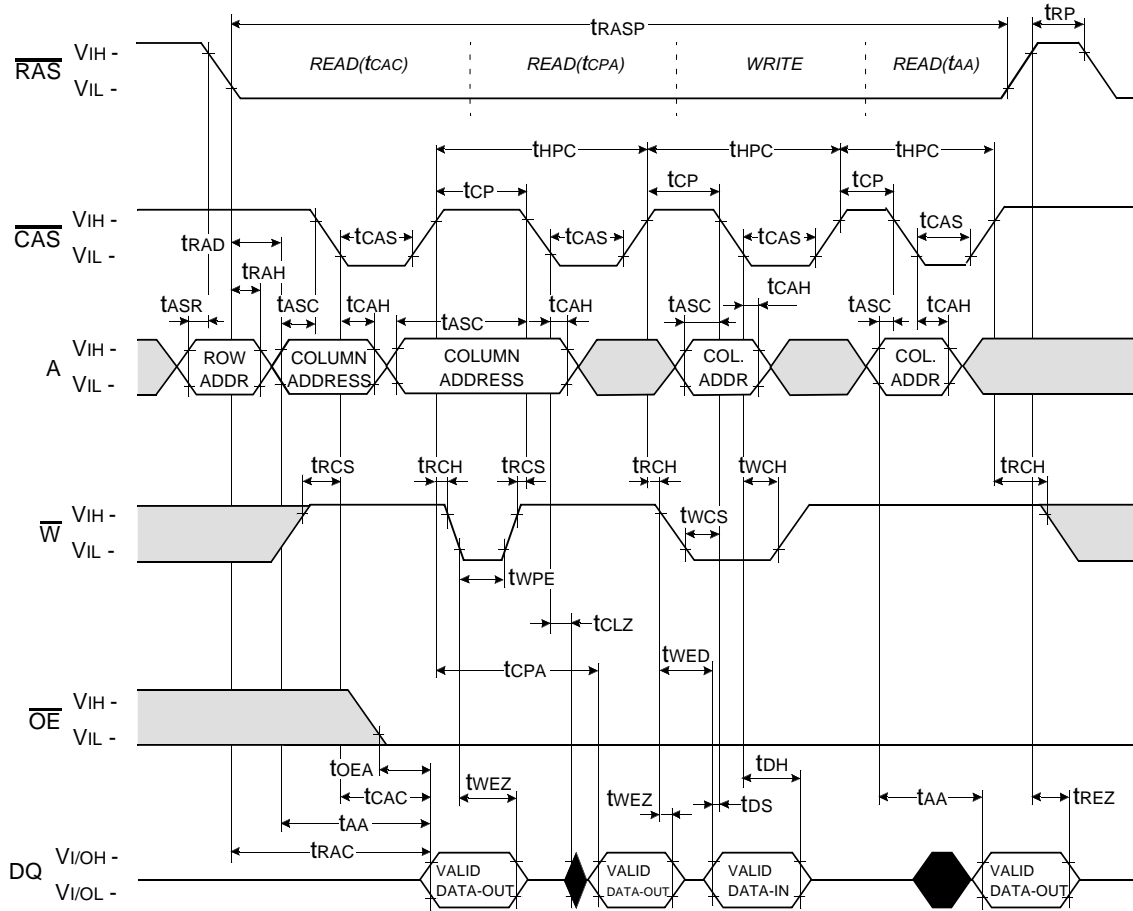 tRASP
tRP
RAS
VIH -
VIL -
READ(tCAC)
READ(tCPA)
WRITE
READ(tAA)
tHPC
tHPC
tHPC
tCP
tCP
tCP
CAS
VIH -
VIL -
tCAS
tCAS
tCAS
tCAS
tRAD
tRAH
tASR
tASC
tCAH
tASC
tCAH
tASC
tCAH
tASC
tCAH
A
VIH -
VIL -
ROW
ADDR
COLUMN
ADDRESS
COLUMN
ADDRESS
COL.
ADDR
COL.
ADDR
tRCS
tRCH
tRCS
tRCH
tWCH
tRCH
W
VIH -
VIL -
tWCS
tWPE
tCLZ
tCPA
tWED
OE
VIH -
VIL -
tOEA
tCAC
tAA
tRAC
tWEZ
tWEZ
tDH
tDS
tAA
tREZ
DQ
VI/OH -
VI/OL -
VALID
DATA-OUT
VALID
DATA-OUT
VALID
DATA-IN
VALID
DATA-OUT